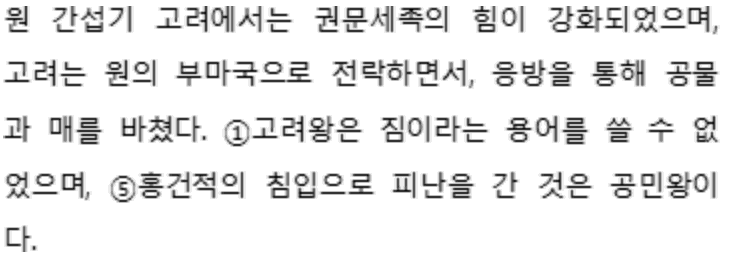 원 간섭기 고려에서는 권문세족의 힘이 강화되었으며,
고려는 원의 부마국으로 전락하면서, 응방을 통해 공물
과 매를 바쳤다. ①고려왕은 짐이라는 용어를 쓸 수 없
었으며, ⑤홍건적의 침입으로 피난을 간 것은 공민왕이
다.